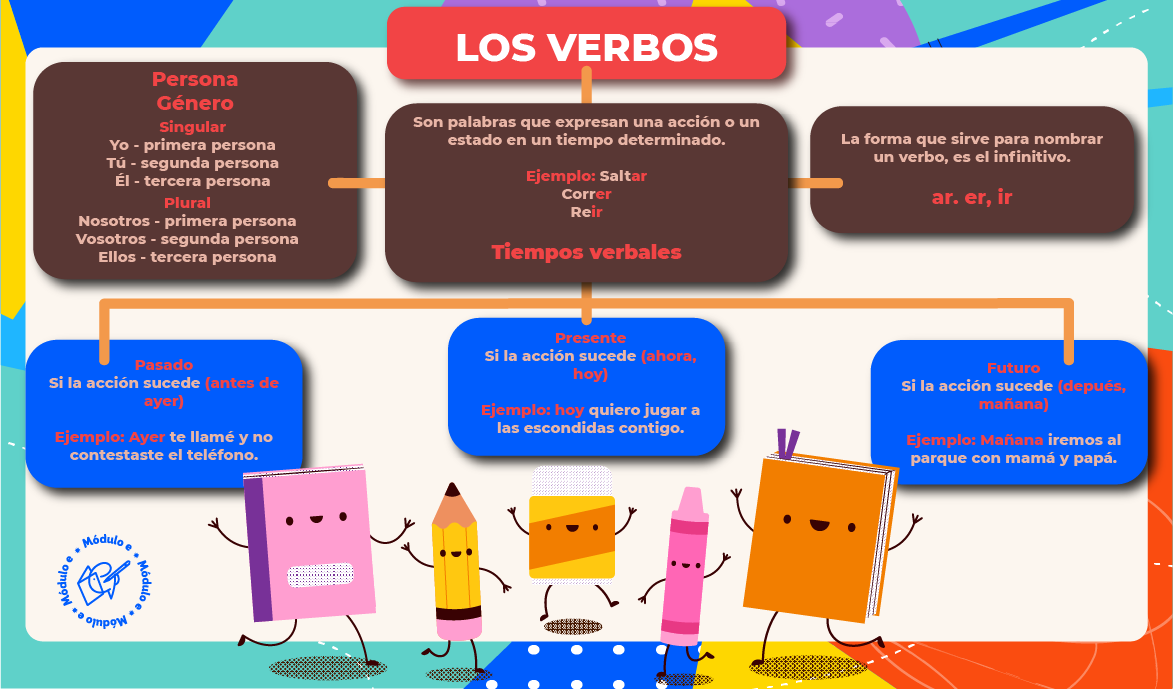 LOS VERBOS
Persona
Género
Singular
Yo - primera persona
Tú - segunda persona
Él - tercera persona
Plural
Nosotros - primera persona
Vosotros - segunda persona
Ellos - tercera persona
Son palabras que expresan una acción o un
estado en un tiempo determinado.
Ejemplo: Saltar
Correr
Reir
Tiempos verbales
La forma que sirve para nombrar
un verbo, es el infinitivo.
ar. er, ir
Pasado
Si la acción sucede (antes de
ayer)
Ejemplo: Ayer te llamé y no
contestaste el teléfono.
Presente
Si la acción sucede (ahora,
hoy)
Ejemplo: hoy quiero jugar a
las escondidas contigo.
Futuro
Si la acción sucede (depués,
mañana)
Ejemplo: Mañana iremos al
parque con mamá y papá.
Módulo e * Módulo e * Módulo e * Módulo e *